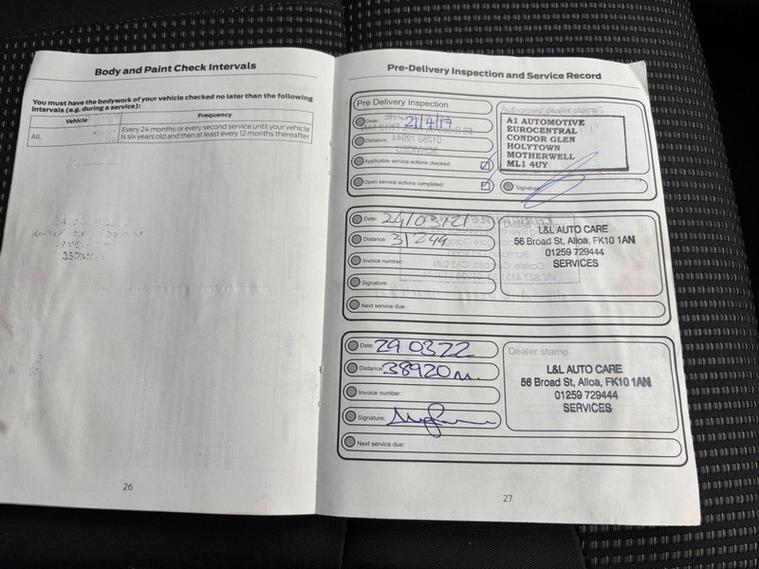 Body and Paint Check Intervals
You must have the bodywork of your vehicle checked no later than the following
intervals (e.g. during a service):
Vehicle Frequency
All. Every 24 months or every second service until your vehicle
is six years old and then at least every 12 months thereafter
26
Pre-Delivery Inspection and Service Record
Pre Delivery Inspection
Date: 21/4/17
Distance:
Applicable service actions checked:
Open service actions completed:
Authorised dealer stamp
A1 AUTOMOTIVE
EUROCENTRAL
CONDOR GLEN
HOLYTOWN
MOTHERWELL
ML1 4UY
Signature
Date: 24/03/21
Distance: 31244
Invoice number:
Signature:
Next service due:
L&L AUTO CARE
56 Broad St, Alloa, FK10 1AN
01259 729444
SERVICES
Date: 29 03 22
Distance: 38920 m.
Invoice number:
Signature:
Next service due:
Dealer stamp
L&L AUTO CARE
56 Broad St, Alloa, FK10 1AN
01259 729444
SERVICES
27